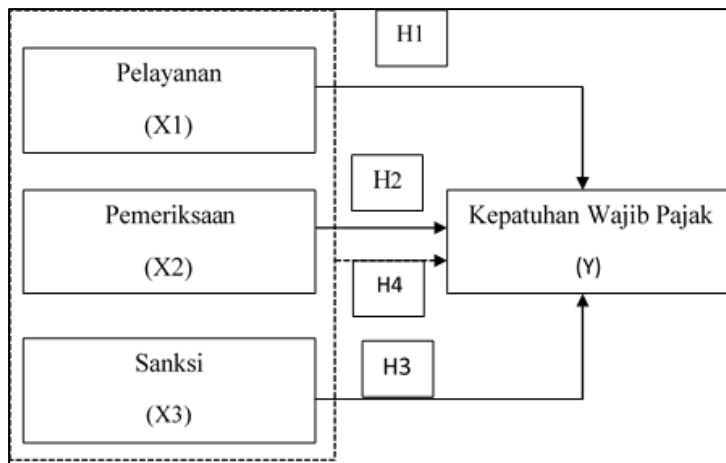 H1
Pelayanan
(X1)
H2
Pemeriksaan
(X2)
Kepatuhan Wajib Pajak
(Y)
H4
Sanksi
(X3)
H3